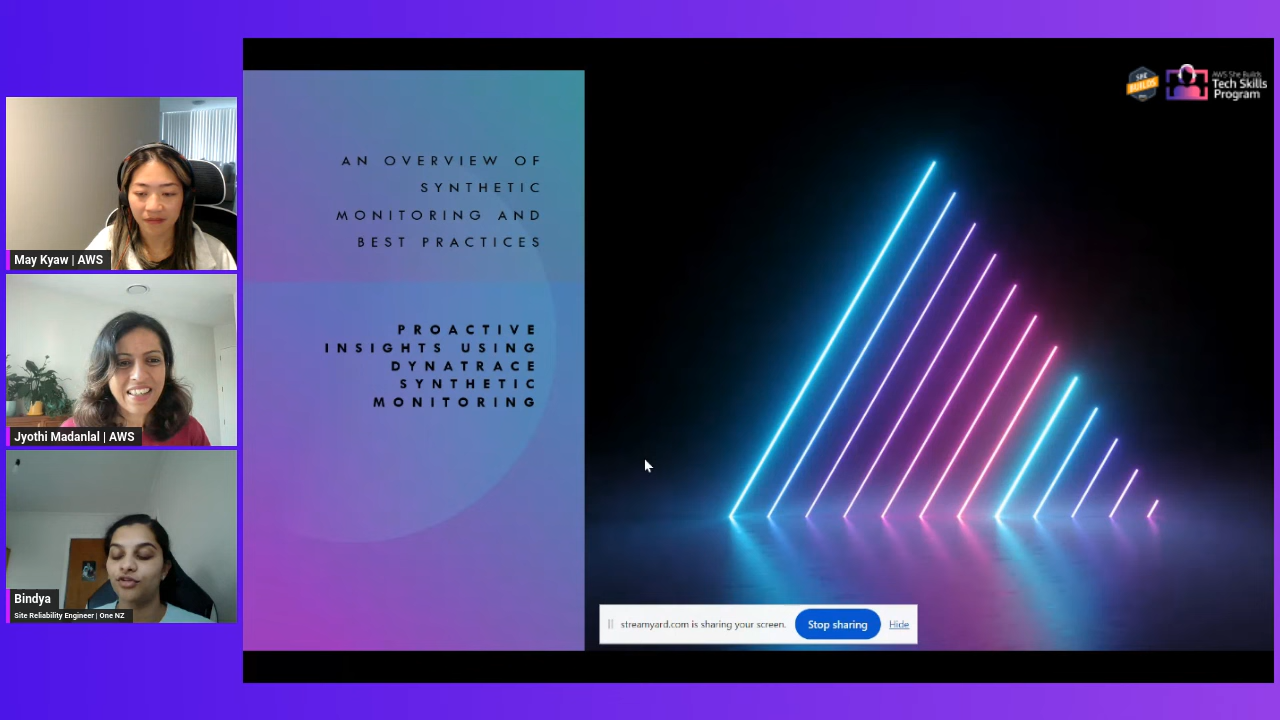 May Kyaw | AWS
Jyothi Madanlal | AWS
Bindya
Site Reliability Engineer | One NZ
AN OVERVIEW OF
SYNTHETIC
MONITORING AND
BEST PRACTICES
PROACTIVE
INSIGHTS USING
DYNATRACE
SYNTHETIC
MONITORING
SHE
BUILDS
AWS She Builds
Tech Skills
Program
streamyard.com is sharing your screen.
Stop sharing
Hide